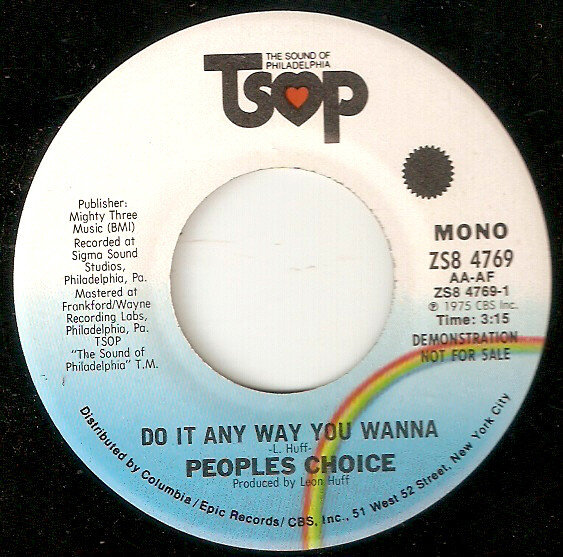 THE SOUND OF
PHILADELPHIA
TSOP
Publisher:
Mighty Three
Music (BMI)
Recorded at
Sigma Sound
Studios,
Philadelphia, Pa.
Mastered at
Frankford/Wayne
Recording Labs,
Philadelphia, Pa.
TSOP
"The Sound of
Philadelphia" T.M.
MONO
ZS8 4769
AA-AF
ZS8 4769-1
℗ 1975 CBS Inc.
Time: 3:15
DEMONSTRATION
NOT FOR SALE
DO IT ANY WAY YOU WANNA
-L. Huff-
PEOPLES CHOICE
Produced by Leon Huff
Distributed by Columbia/Epic Records/CBS, Inc., 51 West 52 Street, New York City